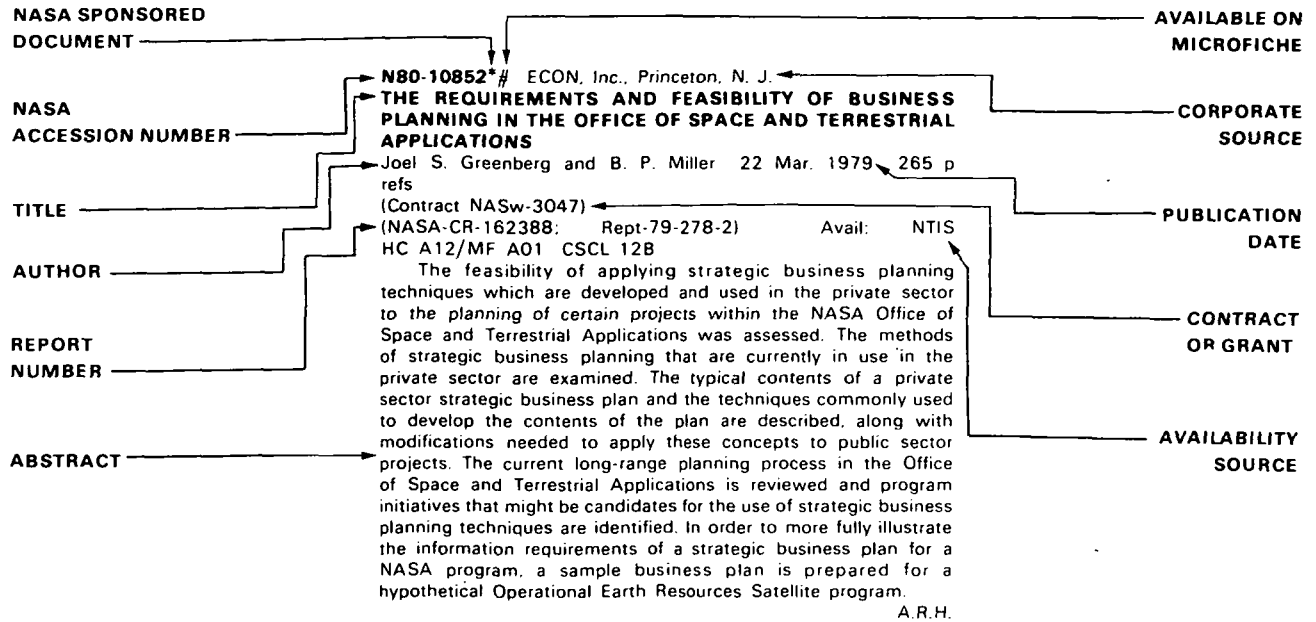 NASA SPONSORED
DOCUMENT
NASA
ACCESSION NUMBER
TITLE
AUTHOR
REPORT
NUMBER
ABSTRACT
N80-10852*# ECON, Inc., Princeton, N. J.
THE REQUIREMENTS AND FEASIBILITY OF BUSINESS
PLANNING IN THE OFFICE OF SPACE AND TERRESTRIAL
APPLICATIONS
Joel S. Greenberg and B. P. Miller 22 Mar. 1979 265 p
refs
(Contract NASw-3047)
(NASA-CR-162388; Rept-79-278-2) Avail: NTIS
HC A12/MF A01 CSCL 12B
The feasibility of applying strategic business planning
techniques which are developed and used in the private sector
to the planning of certain projects within the NASA Office of
Space and Terrestrial Applications was assessed. The methods
of strategic business planning that are currently in use in the
private sector are examined. The typical contents of a private
sector strategic business plan and the techniques commonly used
to develop the contents of the plan are described, along with
modifications needed to apply these concepts to public sector
projects. The current long-range planning process in the Office
of Space and Terrestrial Applications is reviewed and program
initiatives that might be candidates for the use of strategic business
planning techniques are identified. In order to more fully illustrate
the information requirements of a strategic business plan for a
NASA program, a sample business plan is prepared for a
hypothetical Operational Earth Resources Satellite program.
A.R.H.
AVAILABLE ON
MICROFICHE
CORPORATE
SOURCE
PUBLICATION
DATE
CONTRACT
OR GRANT
AVAILABILITY
SOURCE